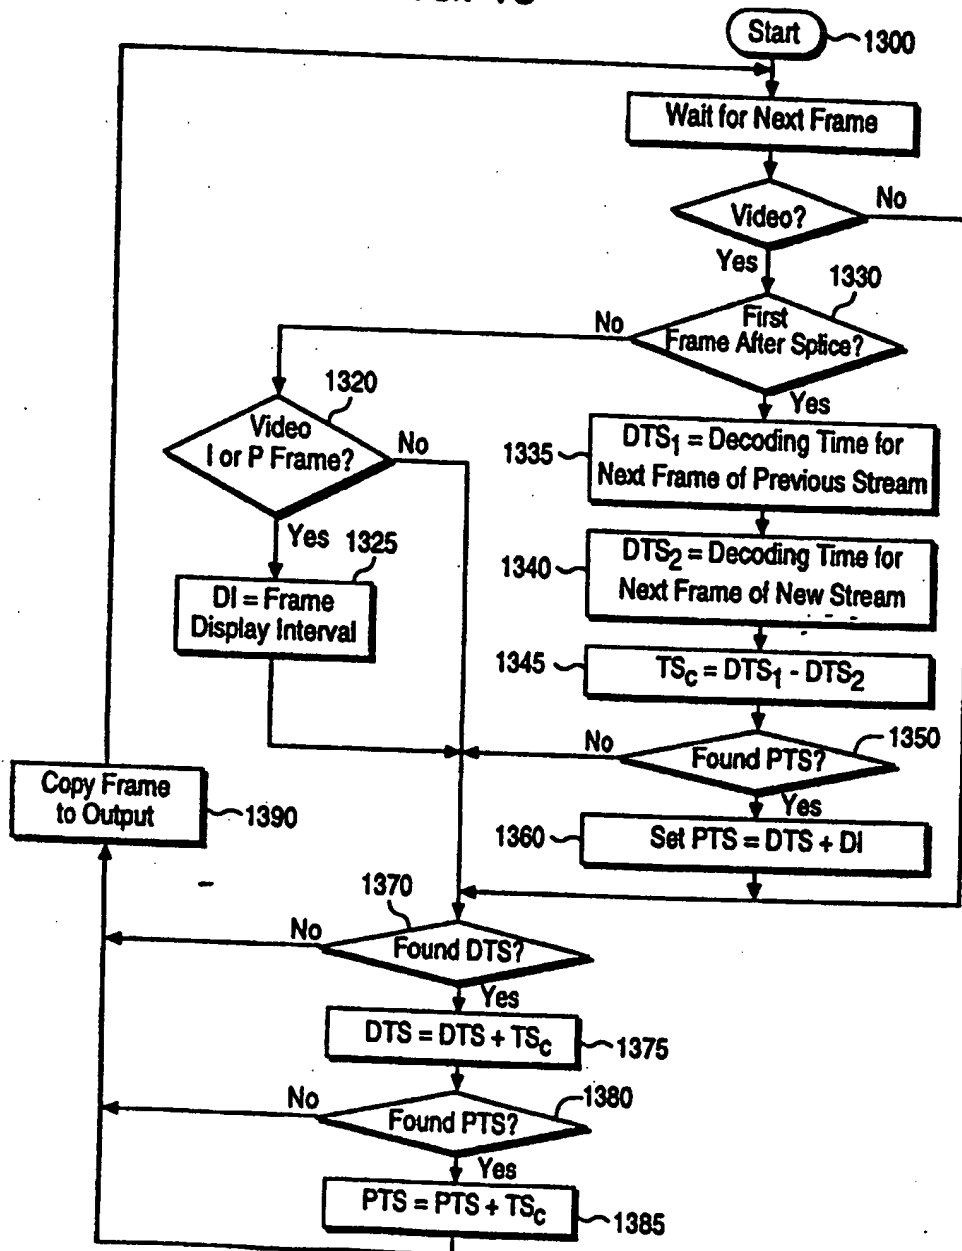 Start
1300
Wait for Next Frame
Video?
No
Yes
1330
First
Frame After Splice?
No
Yes
1320
Video
I or P Frame?
No
Yes
1335
DTS1 = Decoding Time for
Next Frame of Previous Stream
1325
DI = Frame
Display Interval
1340
DTS2 = Decoding Time for
Next Frame of New Stream
1345
TSc = DTS1 - DTS2
1350
Found PTS?
No
Yes
Copy Frame
to Output
1390
1360
Set PTS = DTS + DI
1370
Found DTS?
No
Yes
DTS = DTS + TSc
1375
1380
Found PTS?
No
Yes
PTS = PTS + TSc
1385